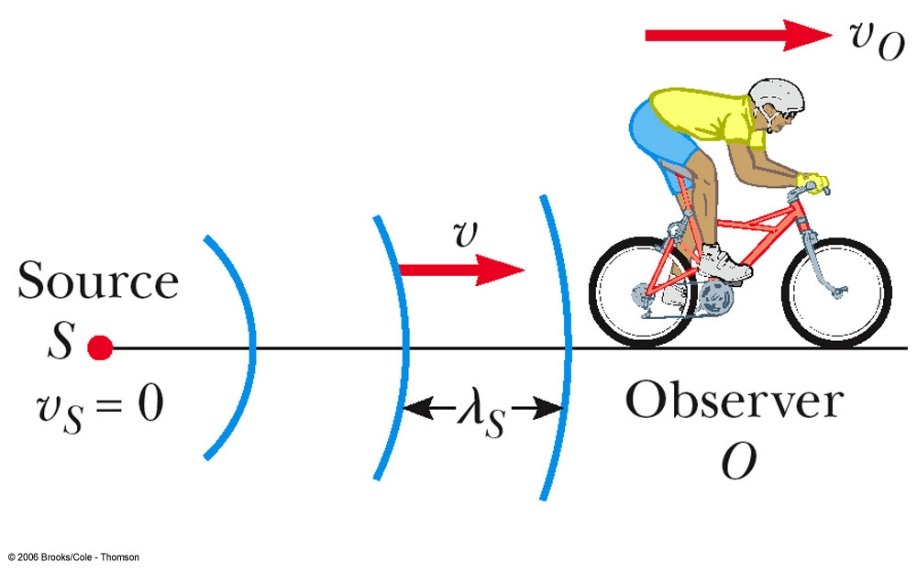 v_O
v
Source
S
v_S = 0
λ_S
Observer
O
© 2006 Brooks/Cole - Thomson